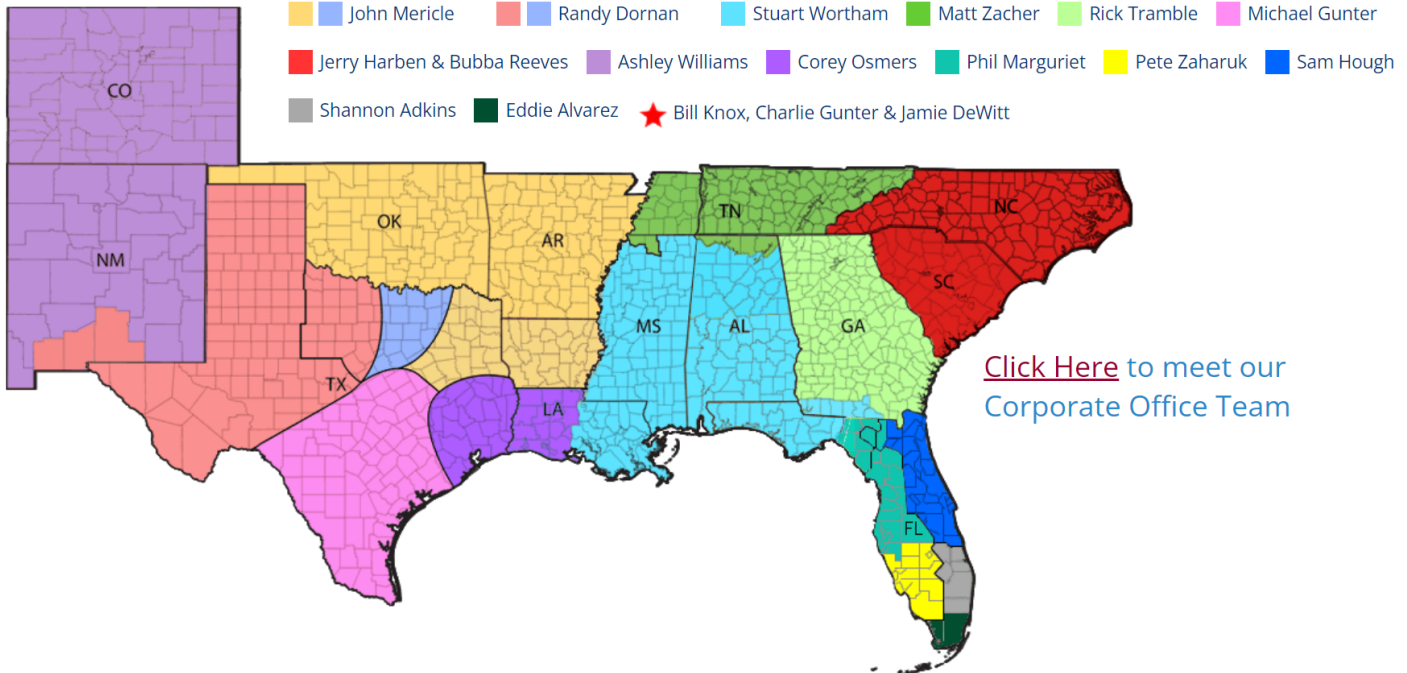 John Mericle Randy Dornan Stuart Wortham Matt Zacher Rick Tramble Michael Gunter
Jerry Harben & Bubba Reeves Ashley Williams Corey Osmers Phil Marguriet Pete Zaharuk Sam Hough
Shannon Adkins Eddie Alvarez Bill Knox, Charlie Gunter & Jamie DeWitt
CO
OK
AR
TN
NC
NM
SC
MS
AL
GA
TX
LA
FL
Click Here to meet our
Corporate Office Team